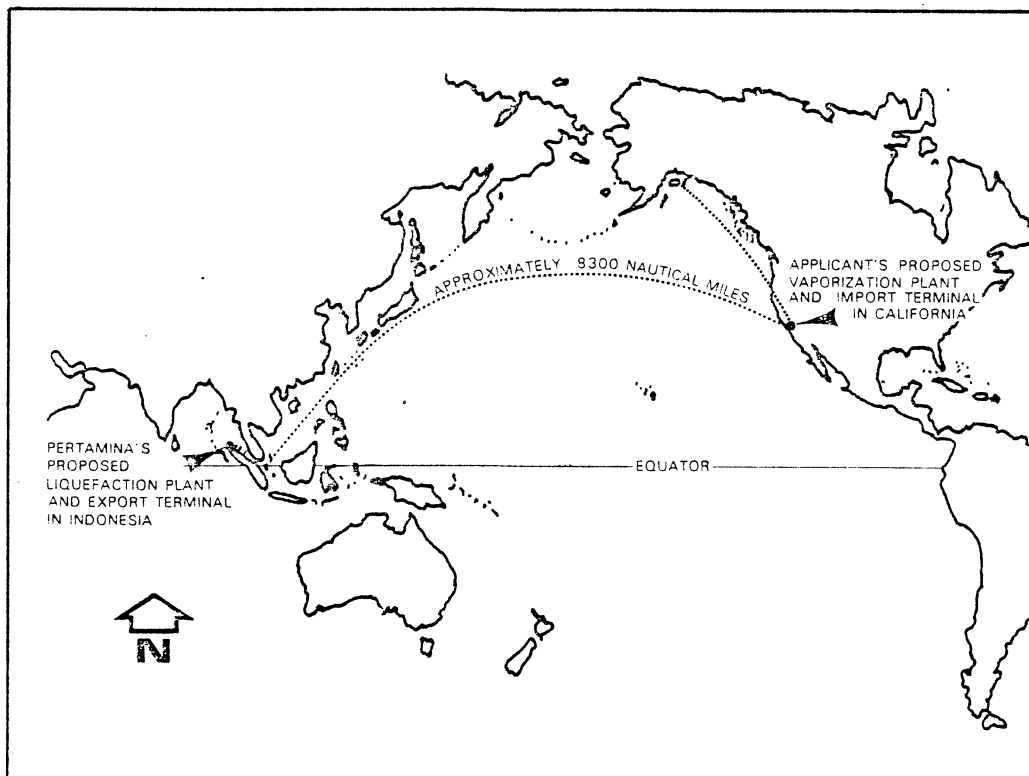 APPROXIMATELY 8300 NAUTICAL MILES
APPLICANT'S PROPOSED
VAPORIZATION PLANT
AND IMPORT TERMINAL
IN CALIFORNIA
PERTAMINA'S
PROPOSED
LIQUEFACTION PLANT
AND EXPORT TERMINAL
IN INDONESIA
EQUATOR
N